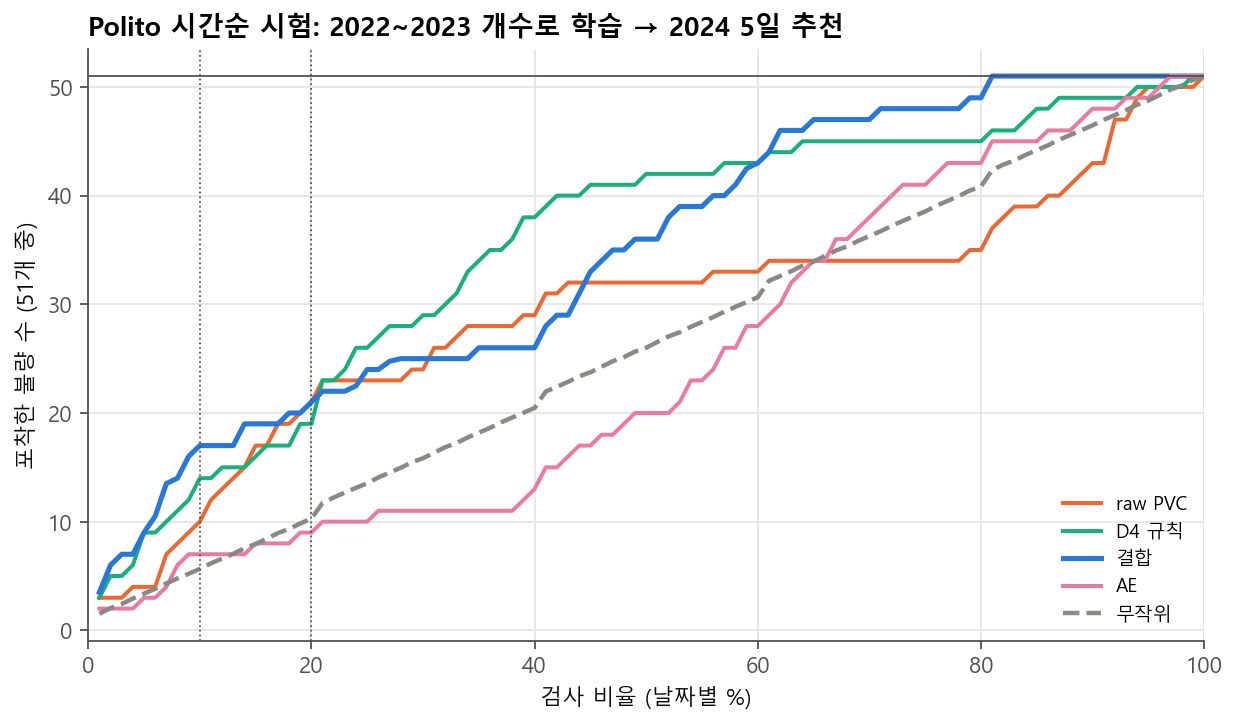 Polito 시간순 시험: 2022~2023 개수로 학습 → 2024 5일 추천
포착한 불량 수 (51개 중)
50
40
30
20
10
0
raw PVC
D4 규칙
결합
AE
무작위
0 20 40 60 80 100
검사 비율 (날짜별 %)